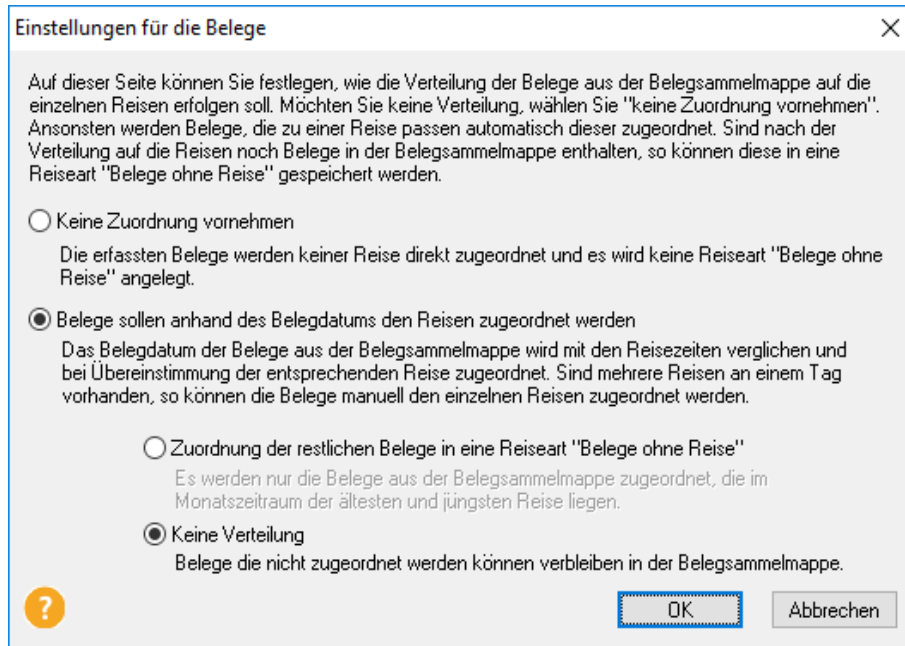 Einstellungen für die Belege
Auf dieser Seite können Sie festlegen, wie die Verteilung der Belege aus der Belegsammelmappe auf die
einzelnen Reisen erfolgen soll. Möchten Sie keine Verteilung, wählen Sie "keine Zuordnung vornehmen".
Ansonsten werden Belege, die zu einer Reise passen automatisch dieser zugeordnet. Sind nach der
Verteilung auf die Reisen noch Belege in der Belegsammelmappe enthalten, so können diese in eine
Reiseart "Belege ohne Reise" gespeichert werden.
Keine Zuordnung vornehmen
Die erfassten Belege werden keiner Reise direkt zugeordnet und es wird keine Reiseart "Belege ohne
Reise" angelegt.
Belege sollen anhand des Belegdatums den Reisen zugeordnet werden
Das Belegdatum der Belege aus der Belegsammelmappe wird mit den Reisezeiten verglichen und
bei Übereinstimmung der entsprechenden Reise zugeordnet. Sind mehrere Reisen an einem Tag
vorhanden, so können die Belege manuell den einzelnen Reisen zugeordnet werden.
Zuordnung der restlichen Belege in eine Reiseart "Belege ohne Reise"
Es werden nur die Belege aus der Belegsammelmappe zugeordnet, die im
Monatszeitraum der ältesten und jüngsten Reise liegen.
Keine Verteilung
Belege die nicht zugeordnet werden können verbleiben in der Belegsammelmappe.
?
OK
Abbrechen